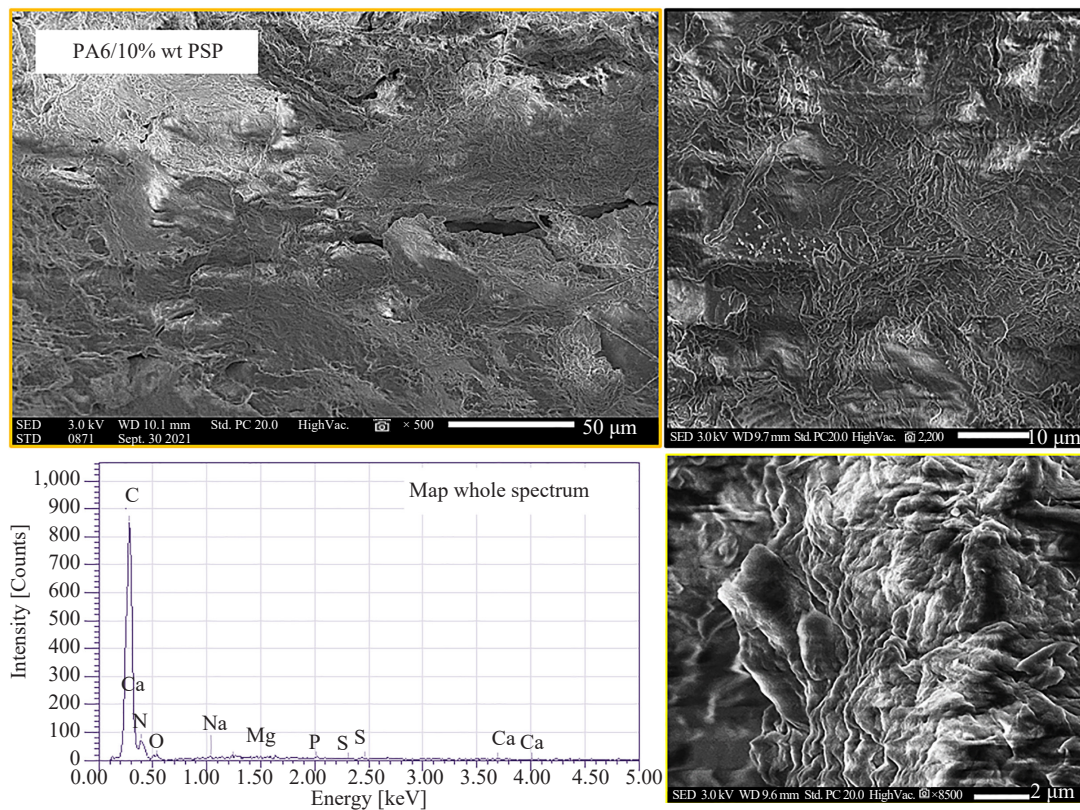 PA6/10% wt PSP
SED 3.0 kV WD 10.1 mm Std. PC 20.0 HighVac. × 500 50 μm
STD 0871 Sept. 30 2021
SED 3.0 kV WD 9.7 mm Std. PC20.0 HighVac. 2,200 10 μm
Map whole spectrum
Intensity [Counts]
1,000
900
800
700
600
500
400
300
200
100
0
C
Ca
N
O
Na
Mg
P
S
S
Ca
Ca
0.00 0.50 1.00 1.50 2.00 2.50 3.00 3.50 4.00 4.50 5.00
Energy [keV]
SED 3.0 kV WD 9.6 mm Std. PC 20.0 HighVac. ×8500 2 μm